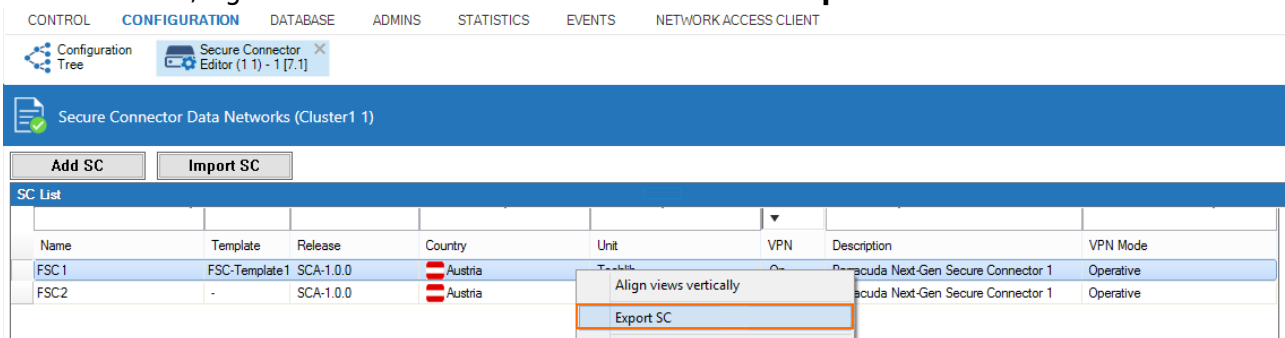 CONTROL CONFIGURATION DATABASE ADMINS STATISTICS EVENTS NETWORK ACCESS CLIENT
Configuration Tree
Secure Connector Editor (1 1) - 1 [7.1]
Secure Connector Data Networks (Cluster1 1)
Add SC Import SC
SC List
Name Template Release Country Unit VPN Description VPN Mode
FSC1 FSC-Template1 SCA-1.0.0 Austria Techlib On Barracuda Next-Gen Secure Connector 1 Operative
FSC2 - SCA-1.0.0 Austria acuda Next-Gen Secure Connector 1 Operative
Align views vertically
Export SC